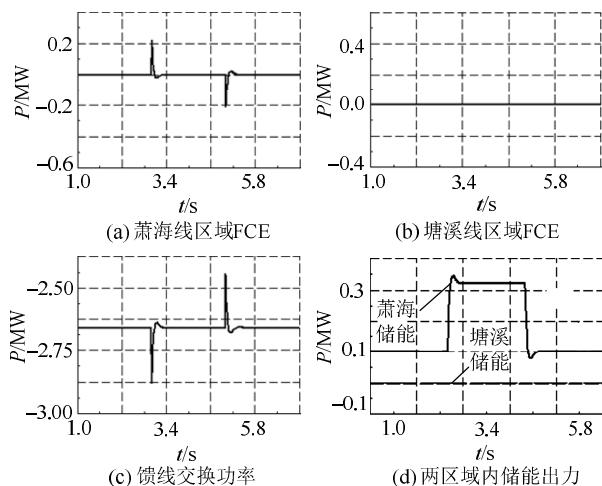 P/MW
0.2
−0.2
−0.6
1.0
3.4
5.8
t/s
(a) 萧海线区域FCE
P/MW
0.4
0.0
−0.4
1.0
3.4
5.8
t/s
(b) 塘溪线区域FCE
P/MW
−2.50
−2.75
−3.00
1.0
3.4
5.8
t/s
(c) 馈线交换功率
P/MW
0.3
0.1
−0.1
萧海
储能
塘溪
储能
1.0
3.4
5.8
t/s
(d) 两区域内储能出力